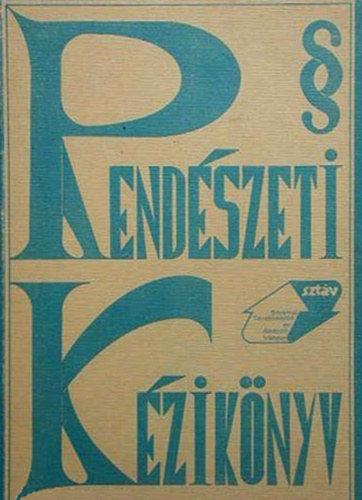 §
RENDÉSZETI
sztáv
KÉZIKÖNYV